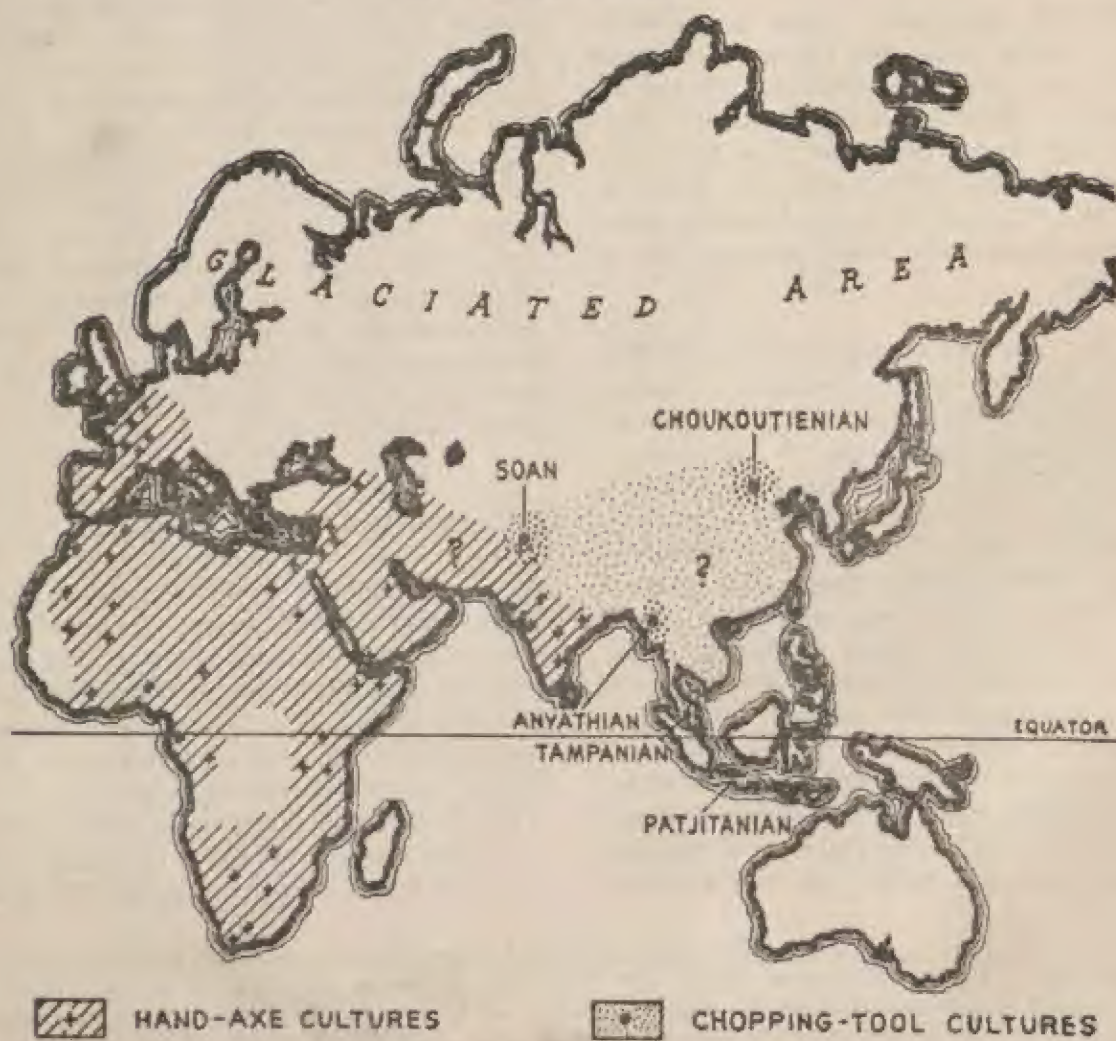 GLACIATED AREA
CHOUKOUTIENIAN
SOAN
?
?
ANYATHIAN
EQUATOR
TAMPANIAN
PATJITANIAN
HAND-AXE CULTURES
CHOPPING-TOOL CULTURES